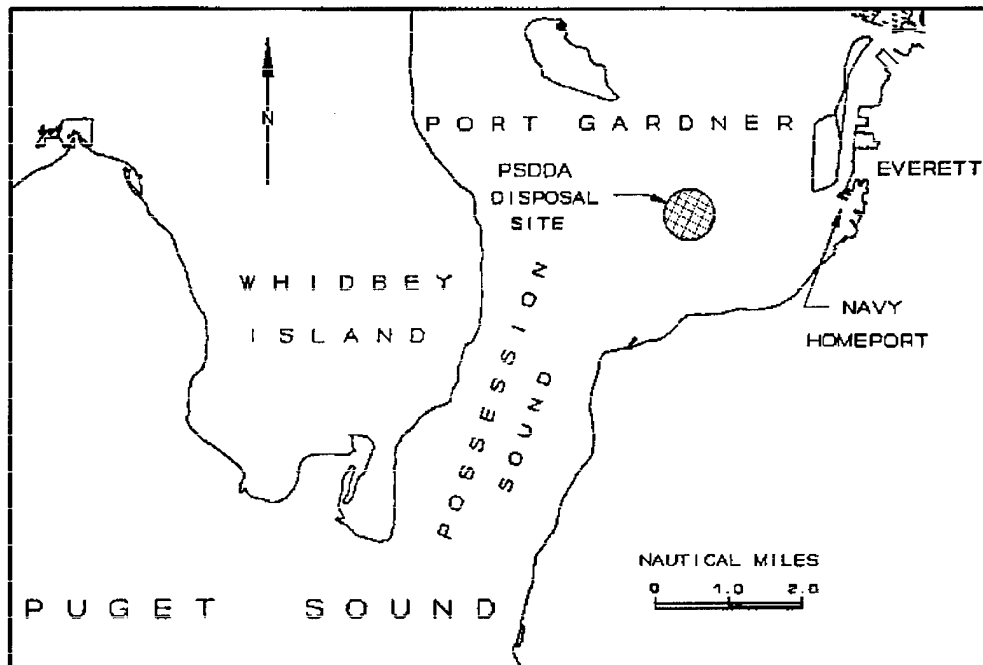 N
PORT GARDNER
PSDDA
DISPOSAL
SITE
EVERETT
WHIDBEY
ISLAND
POSSESSION
SOUND
NAVY
HOMEPORT
NAUTICAL MILES
0 1.0 2.0
PUGET SOUND